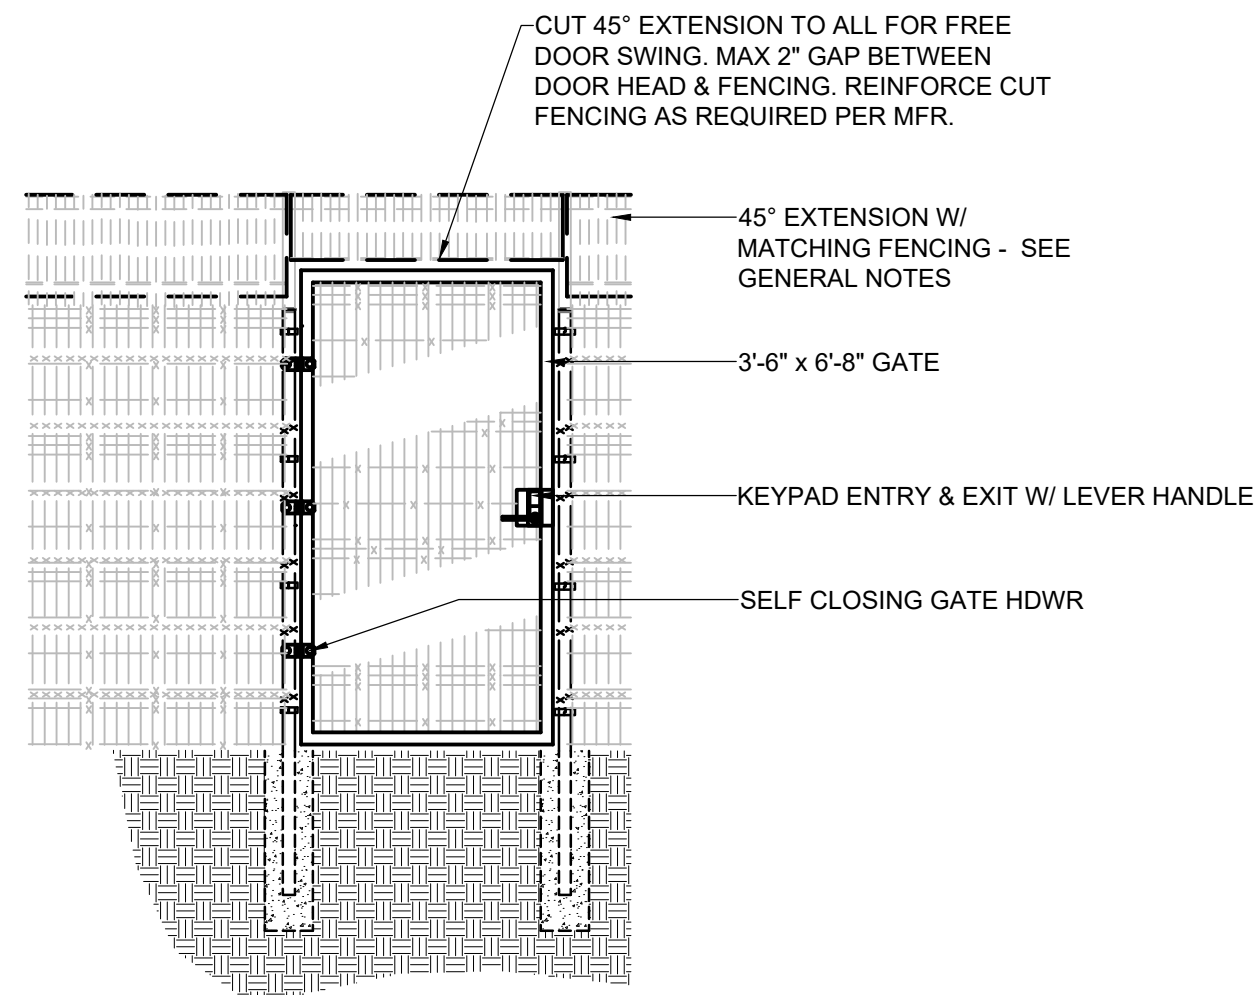 CUT 45° EXTENSION TO ALL FOR FREE
DOOR SWING. MAX 2" GAP BETWEEN
DOOR HEAD & FENCING. REINFORCE CUT
FENCING AS REQUIRED PER MFR.
45° EXTENSION W/
MATCHING FENCING - SEE
GENERAL NOTES
3'-6" x 6'-8" GATE
KEYPAD ENTRY & EXIT W/ LEVER HANDLE
SELF CLOSING GATE HDWR